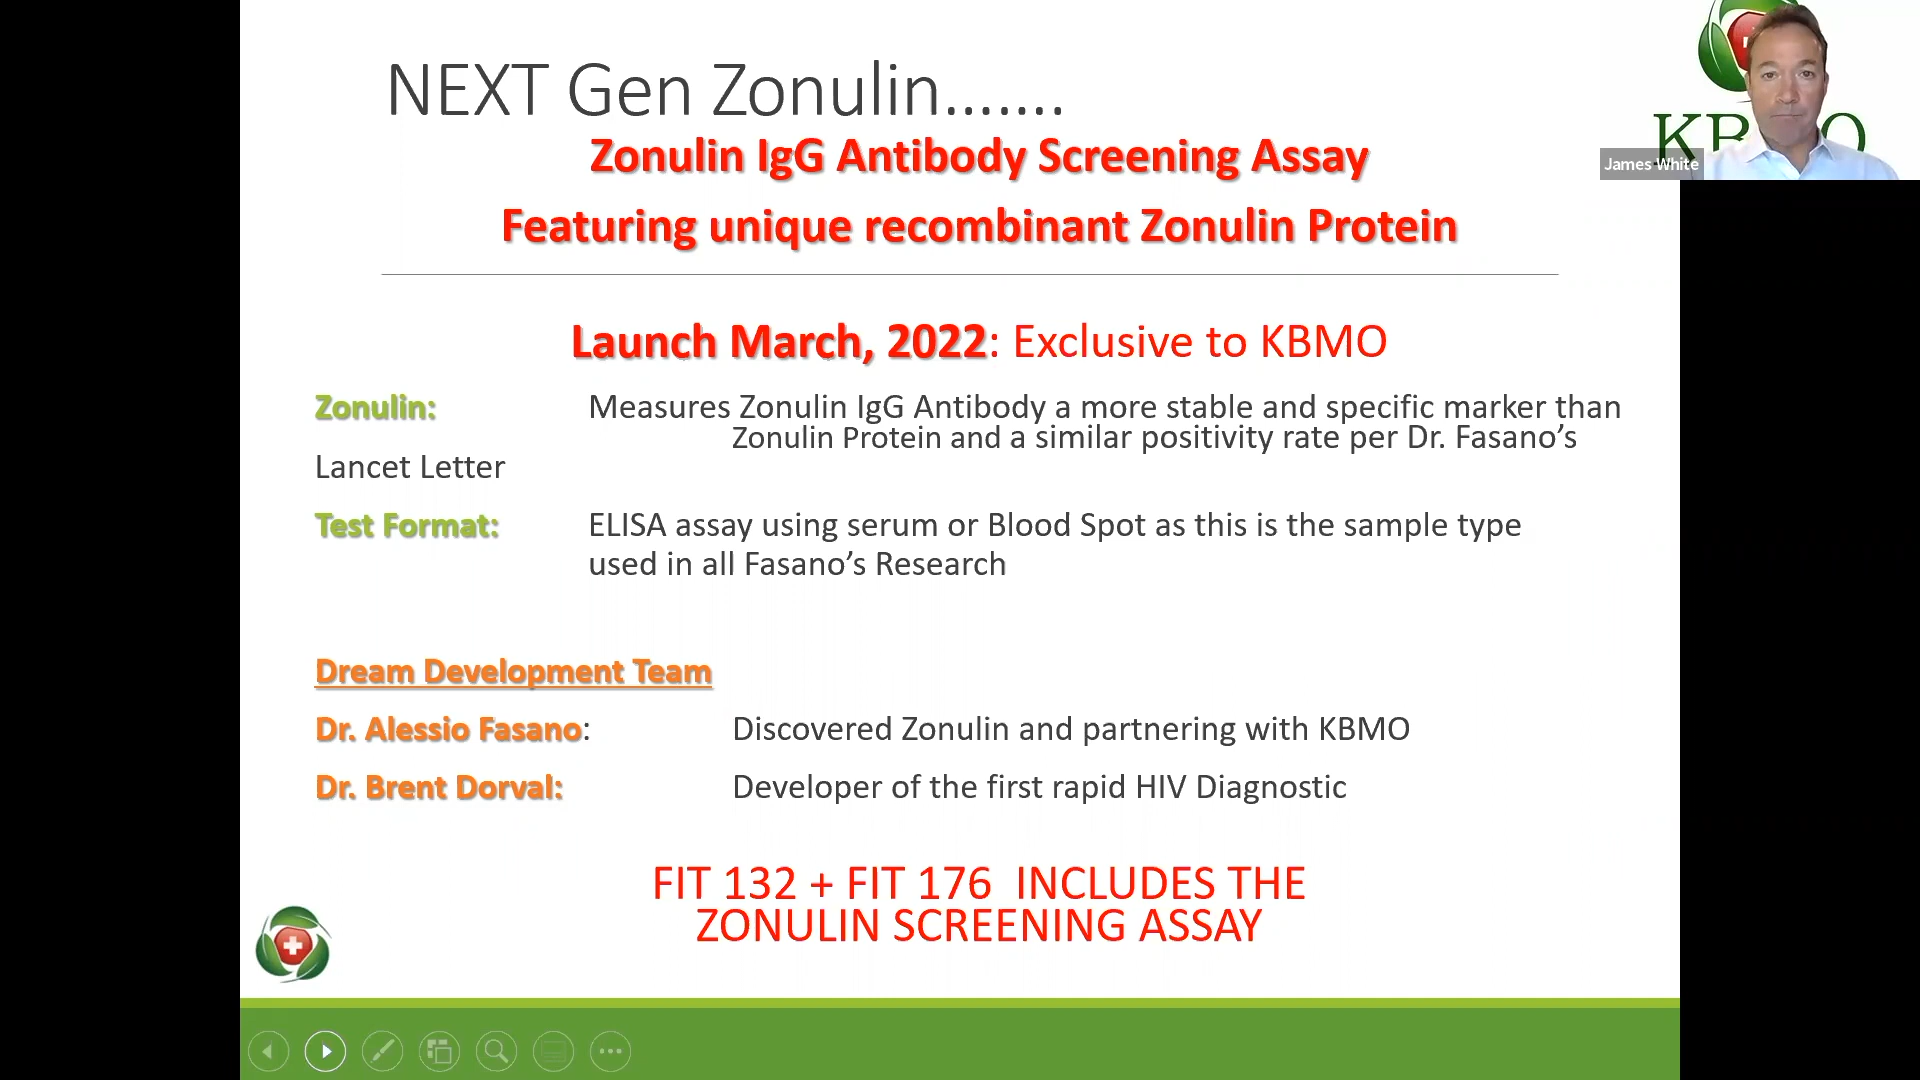 NEXT Gen Zonulin.......
Zonulin IgG Antibody Screening Assay
Featuring unique recombinant Zonulin Protein
KBMO
James White
Launch March, 2022: Exclusive to KBMO
Zonulin: Measures Zonulin IgG Antibody a more stable and specific marker than
Zonulin Protein and a similar positivity rate per Dr. Fasano’s
Lancet Letter
Test Format: ELISA assay using serum or Blood Spot as this is the sample type
used in all Fasano’s Research
Dream Development Team
Dr. Alessio Fasano: Discovered Zonulin and partnering with KBMO
Dr. Brent Dorval: Developer of the first rapid HIV Diagnostic
FIT 132 + FIT 176 INCLUDES THE
ZONULIN SCREENING ASSAY